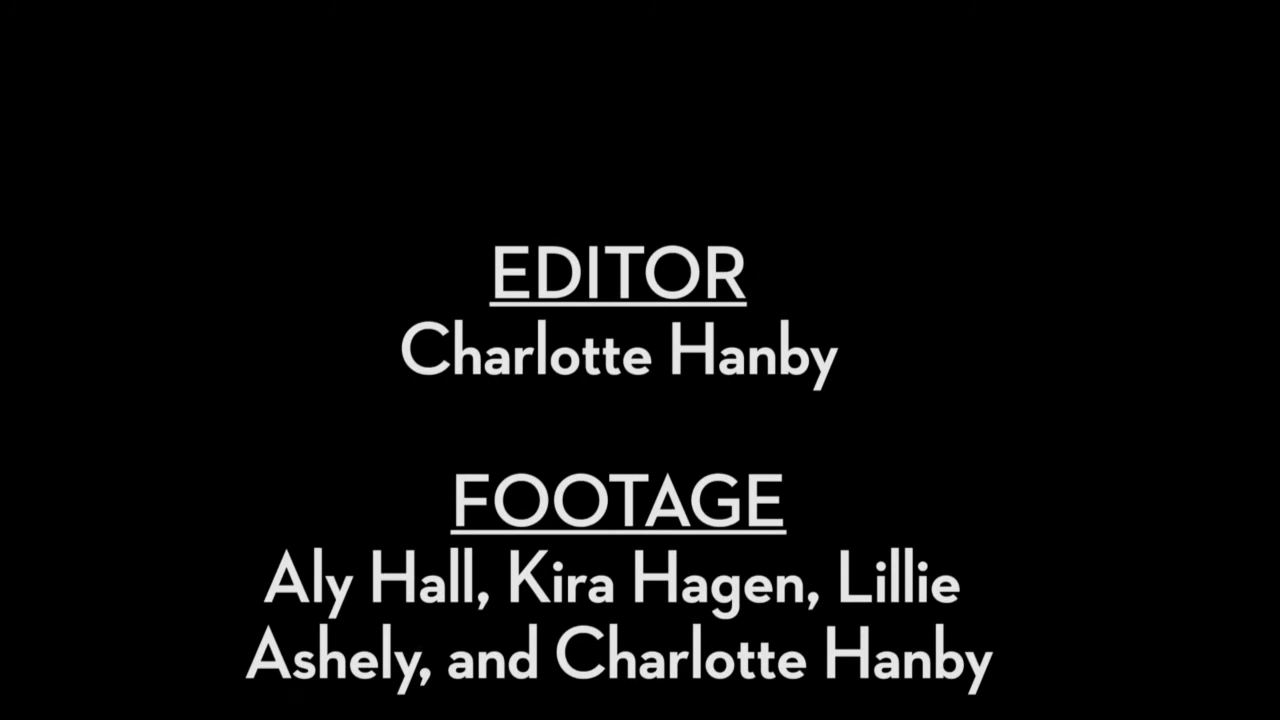 EDITOR
Charlotte Hanby
FOOTAGE
Aly Hall, Kira Hagen, Lillie
Ashely, and Charlotte Hanby